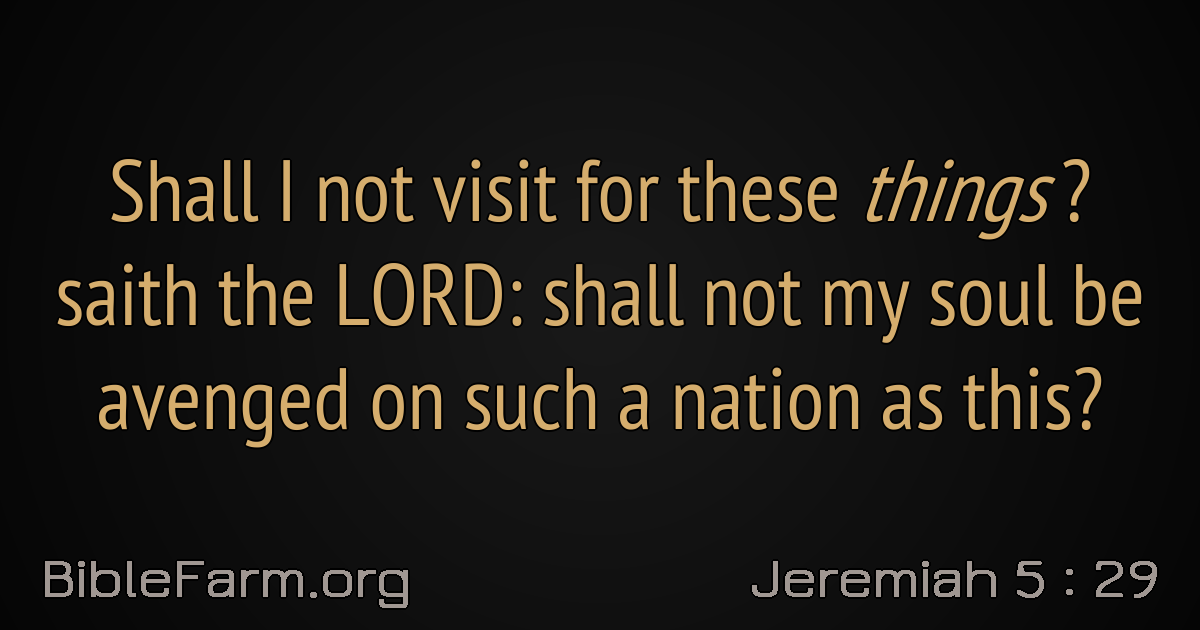 Shall I not visit for these things?
saith the LORD: shall not my soul be
avenged on such a nation as this?
BibleFarm.org
Jeremiah 5 : 29